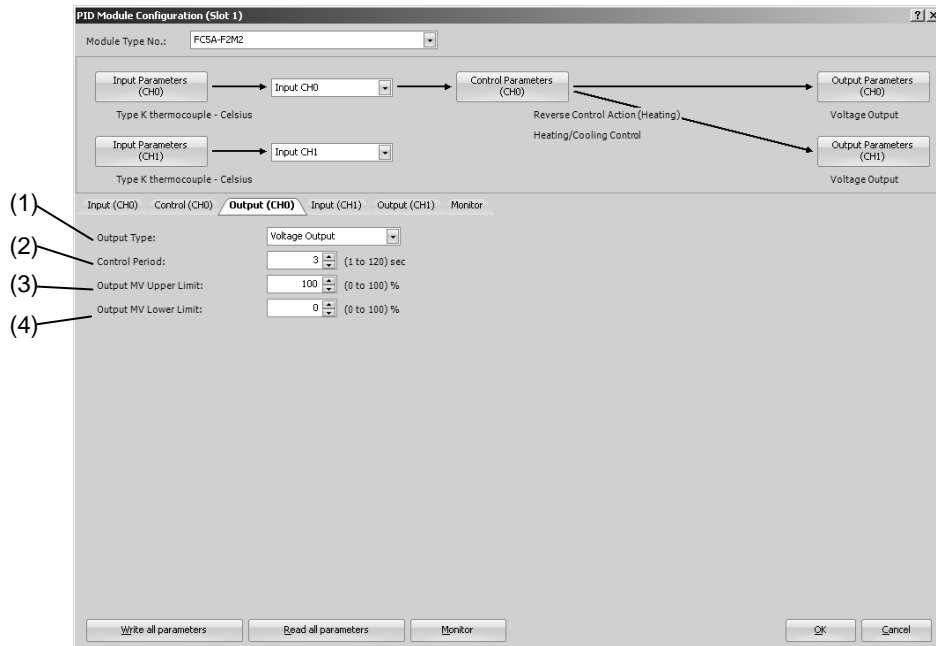 PID Module Configuration (Slot 1)
Module Type No.: FC5A-F2M2
Input Parameters (CH0)
Input CH0
Control Parameters (CH0)
Output Parameters (CH0)
Type K thermocouple - Celsius
Reverse Control Action (Heating)
Voltage Output
Heating/Cooling Control
Input Parameters (CH1)
Input CH1
Output Parameters (CH1)
Type K thermocouple - Celsius
Voltage Output
Input (CH0) Control (CH0) Output (CH0) Input (CH1) Output (CH1) Monitor
(1) Output Type: Voltage Output
(2) Control Period: 3 (1 to 120) sec
(3) Output MV Upper Limit: 100 (0 to 100) %
(4) Output MV Lower Limit: 0 (0 to 100) %
Write all parameters Read all parameters Monitor OK Cancel